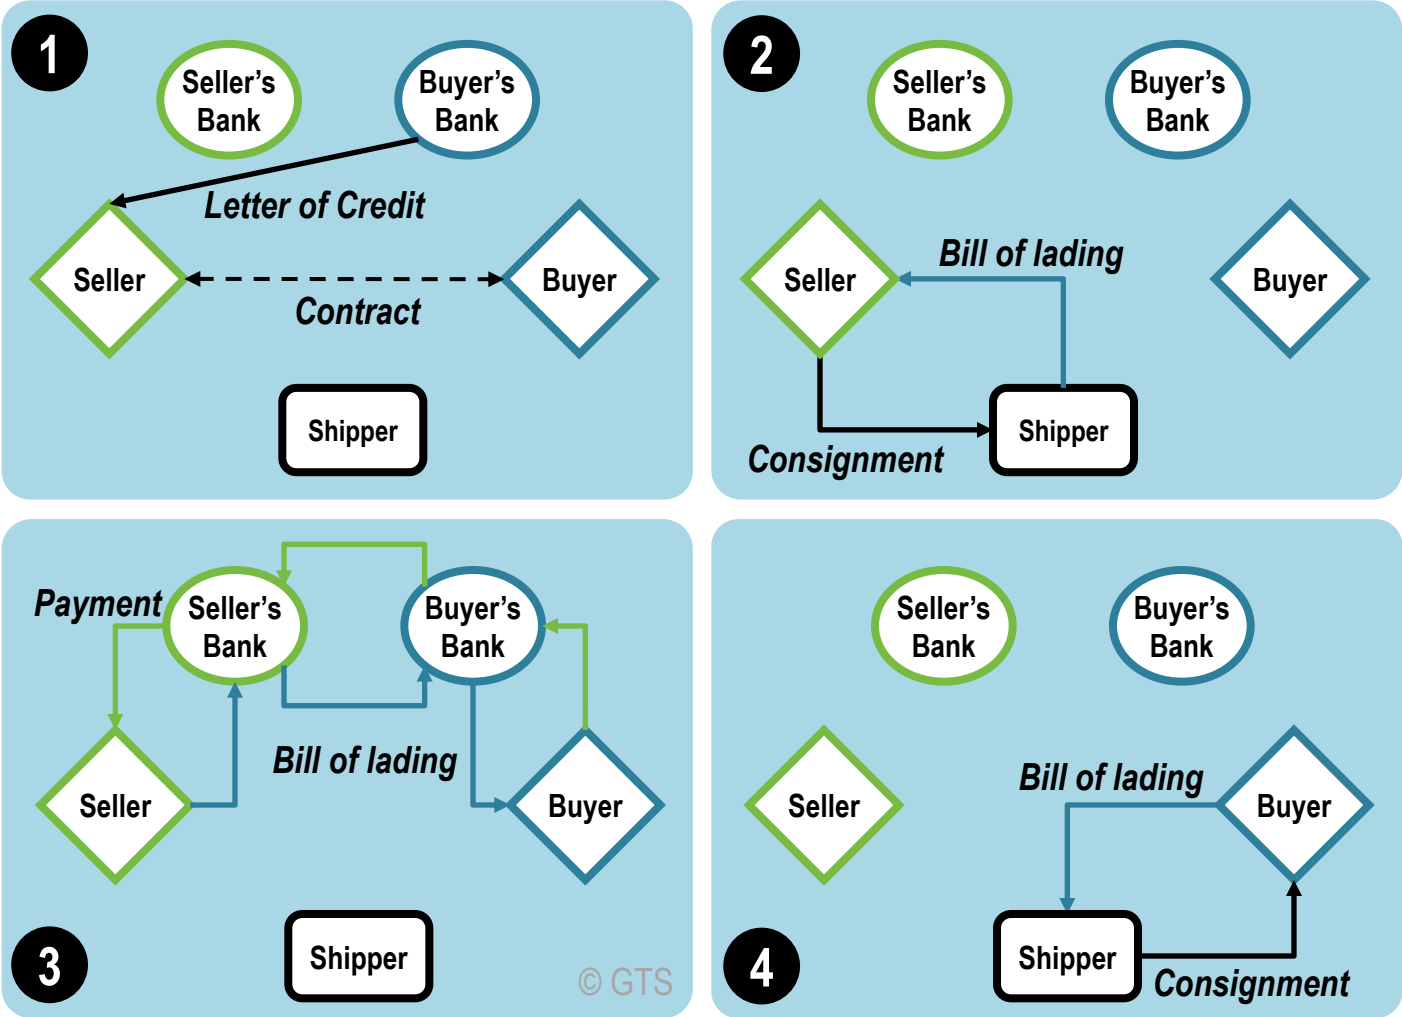 1
Seller's
Bank
Buyer's
Bank
Letter of Credit
Seller
Buyer
Contract
Shipper
2
Seller's
Bank
Buyer's
Bank
Bill of lading
Seller
Buyer
Shipper
Consignment
Payment
Seller's
Bank
Buyer's
Bank
Bill of lading
Seller
Buyer
3
Shipper
© GTS
Seller's
Bank
Buyer's
Bank
Bill of lading
Seller
Buyer
4
Shipper
Consignment